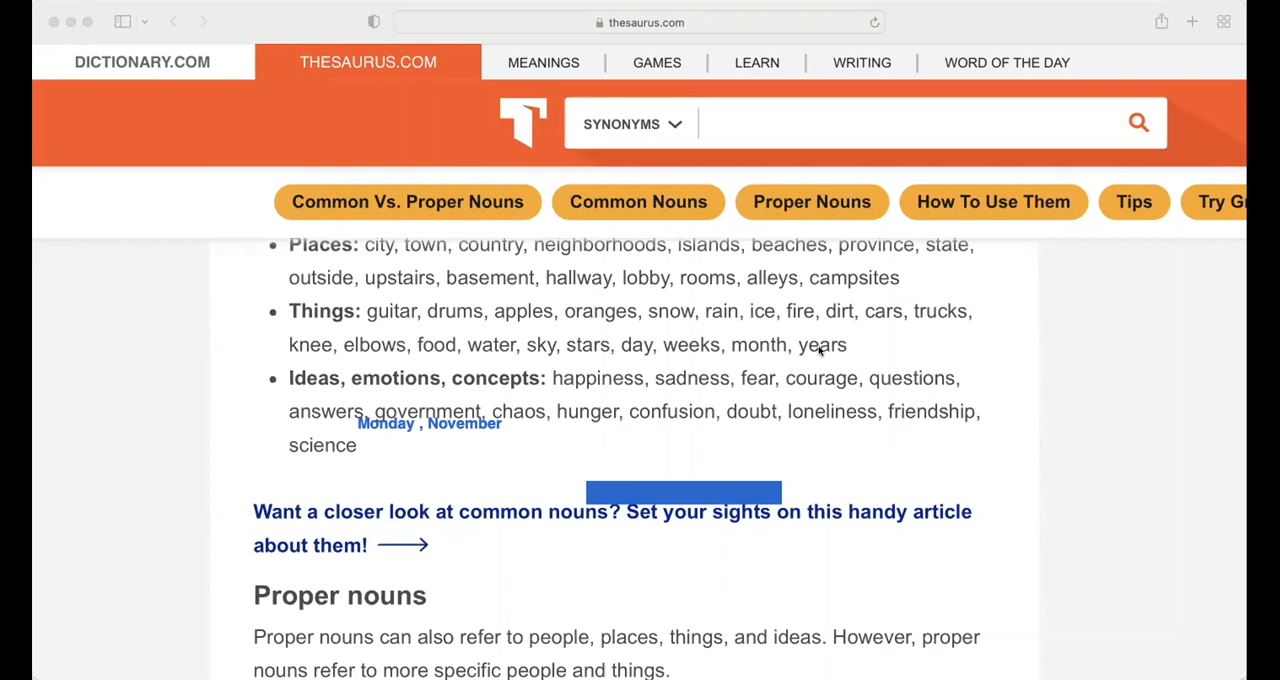 thesaurus.com
DICTIONARY.COM
THESAURUS.COM
MEANINGS
GAMES
LEARN
WRITING
WORD OF THE DAY
SYNONYMS
Common Vs. Proper Nouns
Common Nouns
Proper Nouns
How To Use Them
Tips
Try G
• Places: city, town, country, neighborhoods, islands, beaches, province, state,
outside, upstairs, basement, hallway, lobby, rooms, alleys, campsites
• Things: guitar, drums, apples, oranges, snow, rain, ice, fire, dirt, cars, trucks,
knee, elbows, food, water, sky, stars, day, weeks, month, years
• Ideas, emotions, concepts: happiness, sadness, fear, courage, questions,
answers, government, chaos, hunger, confusion, doubt, loneliness, friendship,
Monday , November
science
Want a closer look at common nouns? Set your sights on this handy article
about them! →
Proper nouns
Proper nouns can also refer to people, places, things, and ideas. However, proper
nouns refer to more specific people and things.